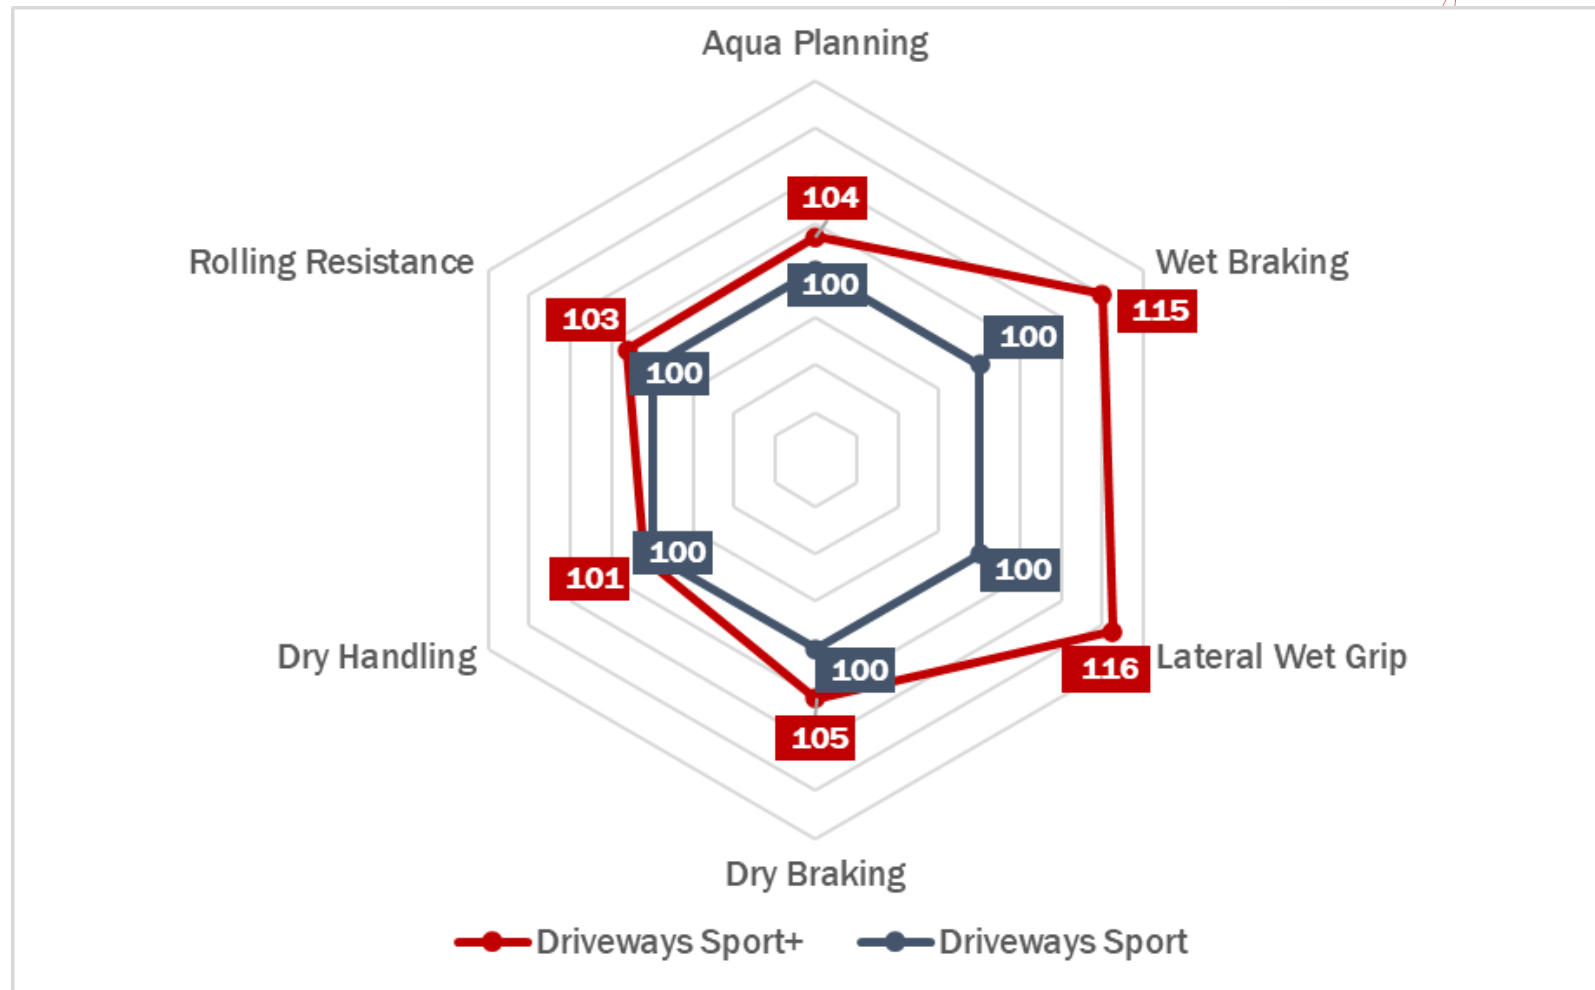 Aqua Planning
104
100
Rolling Resistance
Wet Braking
103
115
100
100
101
100
100
Dry Handling
Lateral Wet Grip
100
116
105
Dry Braking
Driveways Sport+
Driveways Sport